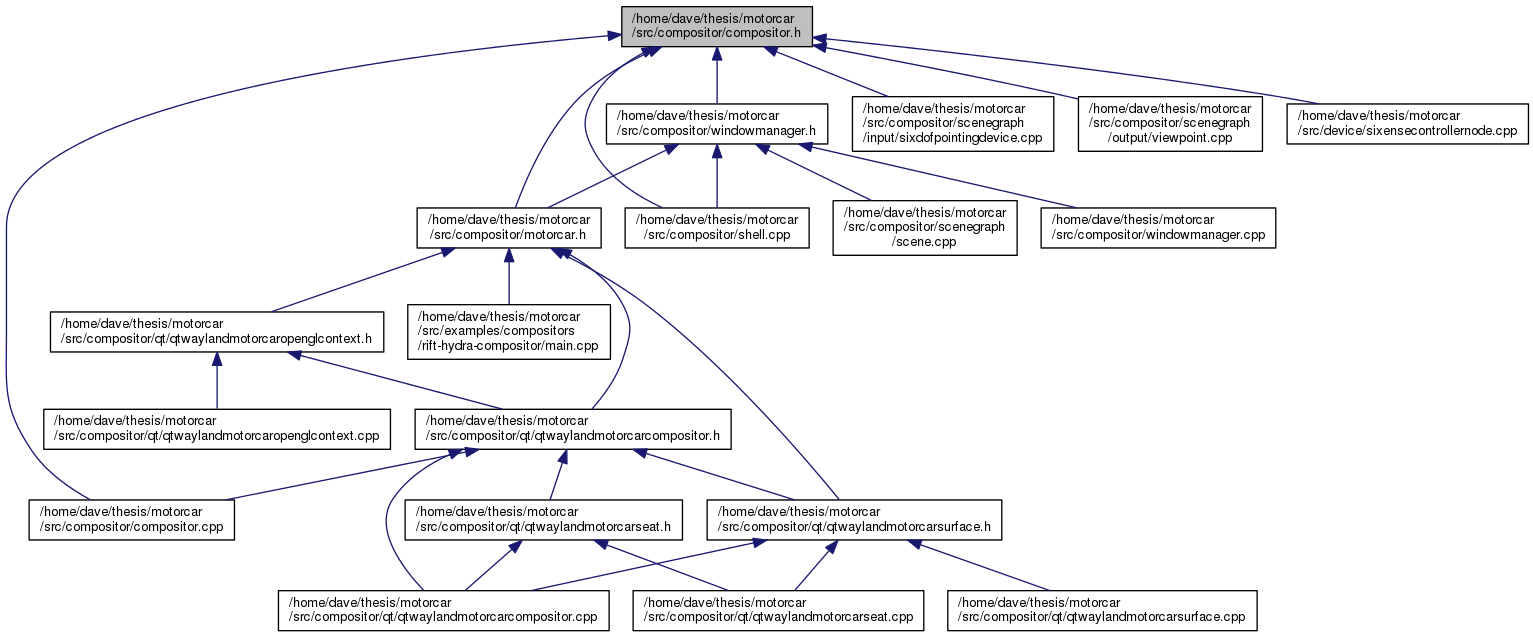 /home/dave/thesis/motorcar
/src/compositor/compositor.h
/home/dave/thesis/motorcar
/src/compositor/windowmanager.h
/home/dave/thesis/motorcar
/src/compositor/scenegraph
/input/sixdofpointingdevice.cpp
/home/dave/thesis/motorcar
/src/compositor/scenegraph
/output/viewpoint.cpp
/home/dave/thesis/motorcar
/src/device/sixensecontrollernode.cpp
/home/dave/thesis/motorcar
/src/compositor/motorcar.h
/home/dave/thesis/motorcar
/src/compositor/shell.cpp
/home/dave/thesis/motorcar
/src/compositor/scenegraph
/scene.cpp
/home/dave/thesis/motorcar
/src/compositor/windowmanager.cpp
/home/dave/thesis/motorcar
/src/compositor/qt/qtwaylandmotorcaropenglcontext.h
/home/dave/thesis/motorcar
/src/examples/compositors
/rift-hydra-compositor/main.cpp
/home/dave/thesis/motorcar
/src/compositor/qt/qtwaylandmotorcaropenglcontext.cpp
/home/dave/thesis/motorcar
/src/compositor/qt/qtwaylandmotorcarcompositor.h
/home/dave/thesis/motorcar
/src/compositor/compositor.cpp
/home/dave/thesis/motorcar
/src/compositor/qt/qtwaylandmotorcarseat.h
/home/dave/thesis/motorcar
/src/compositor/qt/qtwaylandmotorcarsurface.h
/home/dave/thesis/motorcar
/src/compositor/qt/qtwaylandmotorcarcompositor.cpp
/home/dave/thesis/motorcar
/src/compositor/qt/qtwaylandmotorcarseat.cpp
/home/dave/thesis/motorcar
/src/compositor/qt/qtwaylandmotorcarsurface.cpp